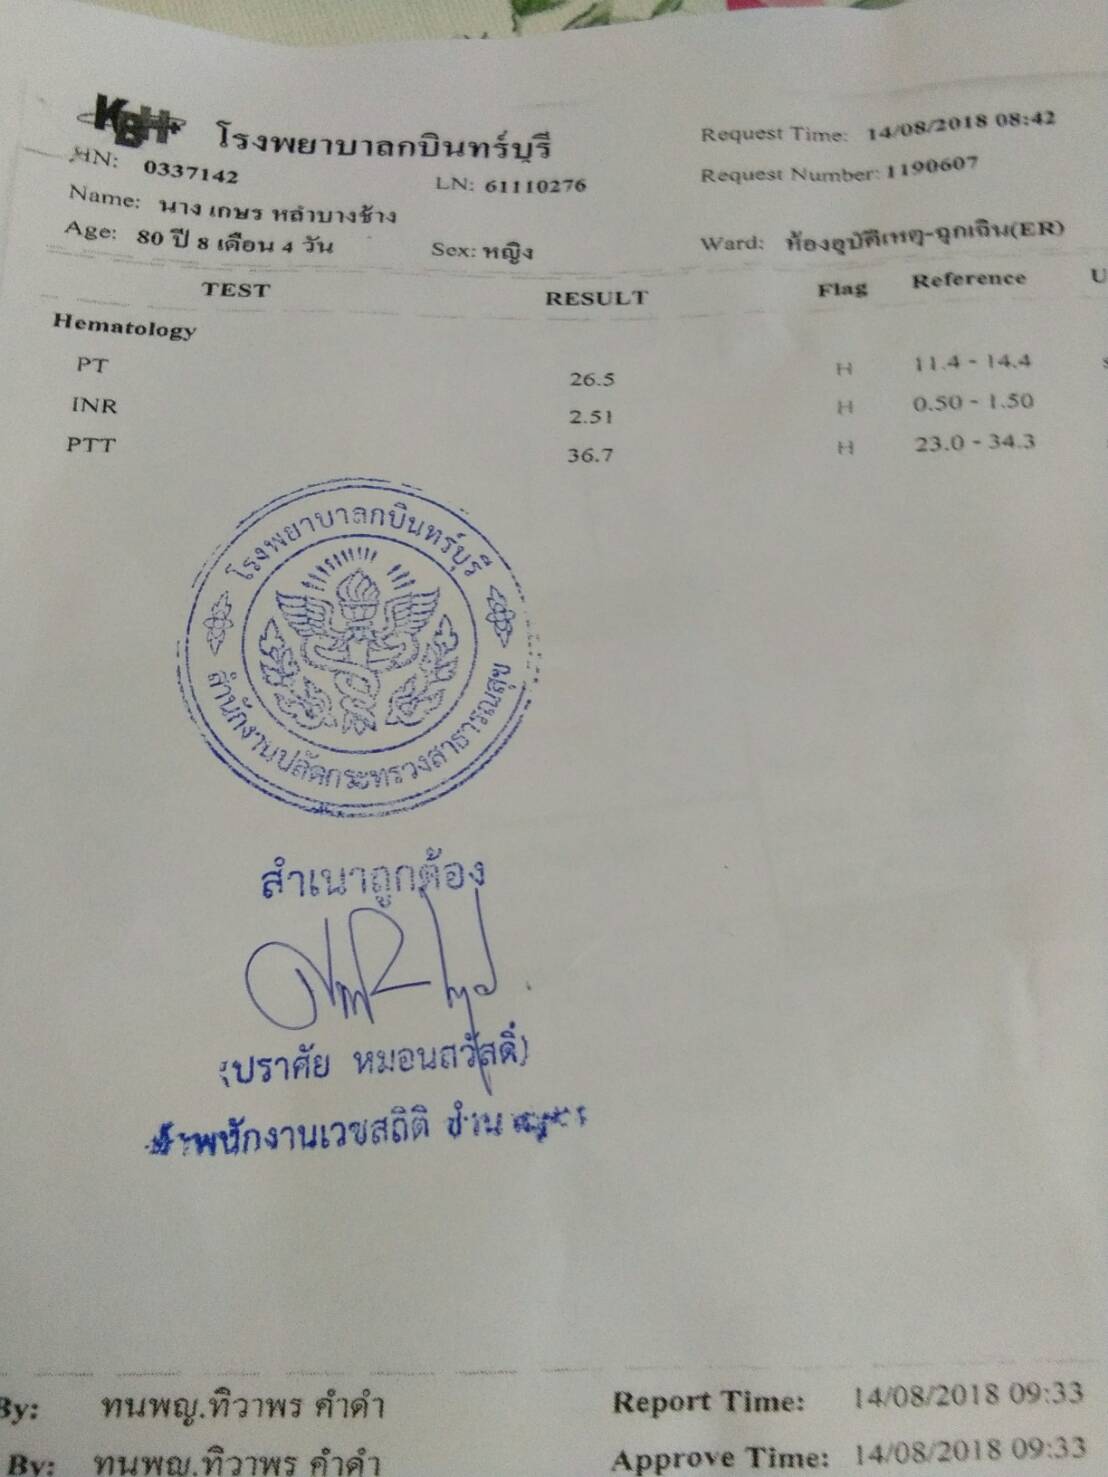 KBH+ โรงพยาบาลกบินทร์บุรี
Request Time: 14/08/2018 08:42
HN: 0337142
LN: 61110276
Request Number: 1190607
Name: นาง เกษร หลำบางช้าง
Age: 80 ปี 8 เดือน 4 วัน
Sex: หญิง
Ward: ห้องอุบัติเหตุ-ฉุกเฉิน(ER)
TEST RESULT Flag Reference U
Hematology
PT 26.5 H 11.4 - 14.4 s
INR 2.51 H 0.50 - 1.50
PTT 36.7 H 23.0 - 34.3
โรงพยาบาลกบินทร์บุรี
สำนักงานปลัดกระทรวงสาธารณสุข
สำเนาถูกต้อง
(ปราศัย หมอนสวัสดิ์)
พนักงานเวชสถิติ
By: ทนพญ.ทิวาพร คำดำ Report Time: 14/08/2018 09:33
By: ทนพญ.ทิวาพร คำดำ Approve Time: 14/08/2018 09:33